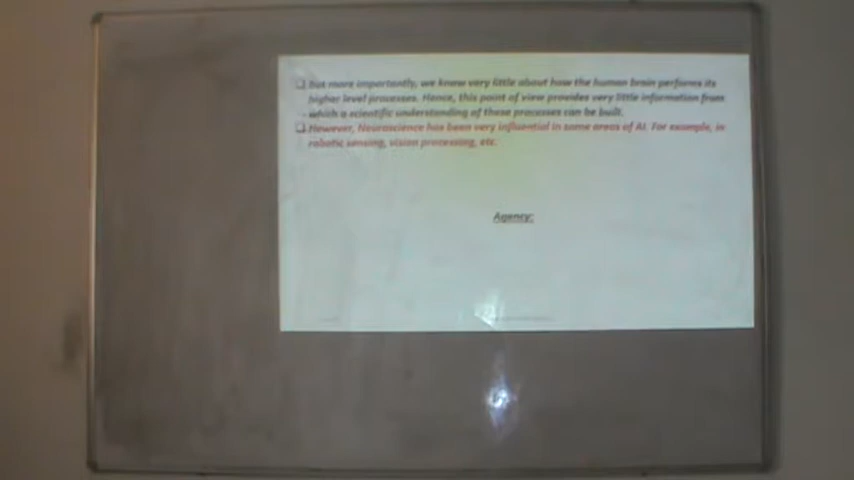 ❑ But more importantly, we know very little about how the human brain performs its
higher level processes. Hence, this point of view provides very little information from
which a scientific understanding of these processes can be built.
❑ However, Neuroscience has been very influential in some areas of AI. For example, in
robotic sensing, vision processing, etc.
Agency: